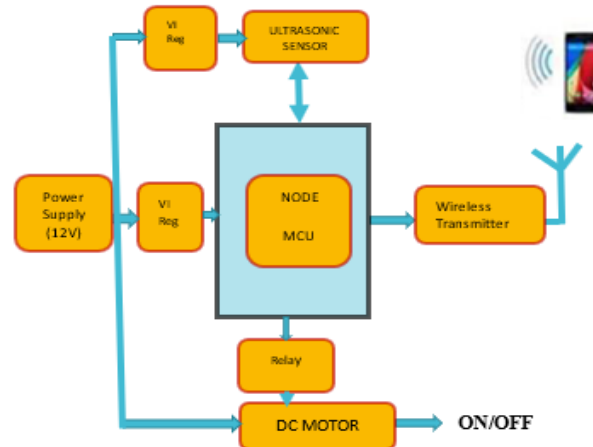 VI
Reg
ULTRASONIC
SENSOR
Power
Supply
(12V)
VI
Reg
NODE
MCU
Wireless
Transmitter
Relay
DC MOTOR
ON/OFF